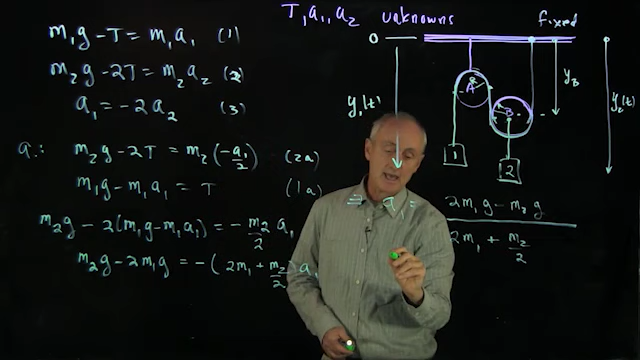 T, a₁, a₂ unknowns
fixed
m₁g - T = m₁a₁ (1)
m₂g - 2T = m₂a₂ (2)
a₁ = -2a₂ (3)
a: ∴ m₂g - 2T = m₂(-a₁/2) (2a)
m₁g - m₁a₁ = T (1a)
m₂g - 2(m₁g - m₁a₁) = -m₂/2 a₁
m₂g - 2m₁g = -(2m₁ + m₂/2)a₁
⇒ a₁ = (2m₁g - m₂g)/(2m₁ + m₂/2)
0
y₁(t)
A
B
1
2
y_B
y₂(t)